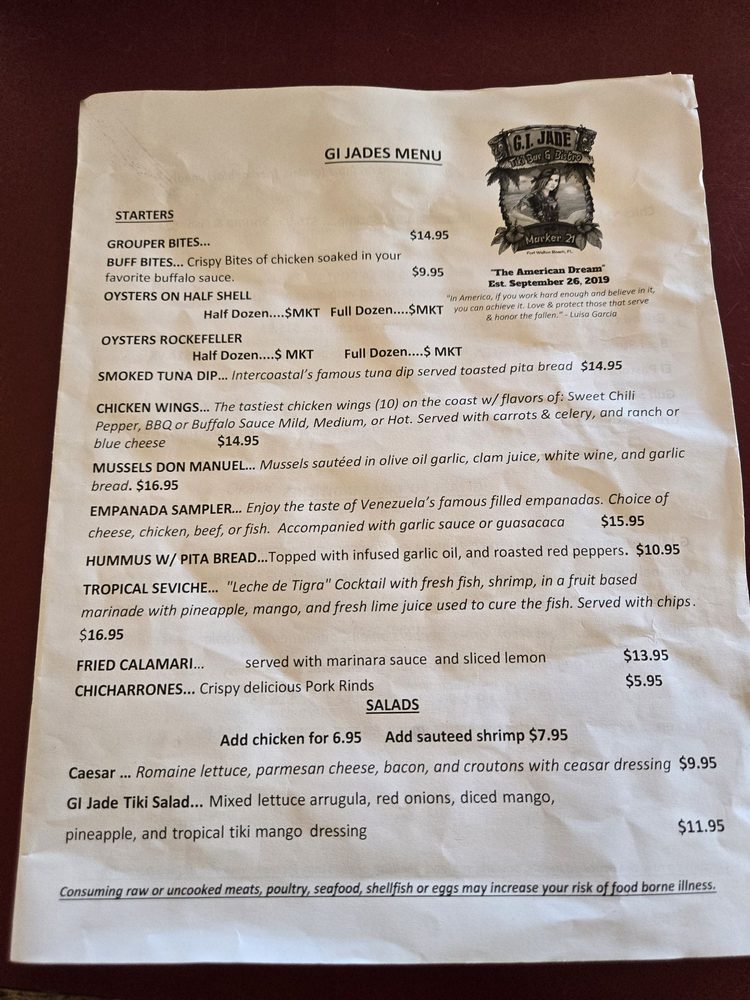 GI JADES MENU
G.I. JADE
Tiki Bar & Bistro
Marker 21
Fort Walton Beach, FL
"The American Dream"
Est. September 26, 2019
"In America, if you work hard enough and believe in it,
you can achieve it. Love & protect those that serve
& honor the fallen." - Luisa Garcia
STARTERS
GROUPER BITES... $14.95
BUFF BITES... Crispy Bites of chicken soaked in your
favorite buffalo sauce. $9.95
OYSTERS ON HALF SHELL
Half Dozen....$MKT Full Dozen....$MKT
OYSTERS ROCKEFELLER
Half Dozen....$ MKT Full Dozen....$ MKT
SMOKED TUNA DIP... Intercoastal's famous tuna dip served toasted pita bread $14.95
CHICKEN WINGS... The tastiest chicken wings (10) on the coast w/ flavors of: Sweet Chili
Pepper, BBQ or Buffalo Sauce Mild, Medium, or Hot. Served with carrots & celery, and ranch or
blue cheese $14.95
MUSSELS DON MANUEL... Mussels sautéed in olive oil garlic, clam juice, white wine, and garlic
bread. $16.95
EMPANADA SAMPLER... Enjoy the taste of Venezuela's famous filled empanadas. Choice of
cheese, chicken, beef, or fish. Accompanied with garlic sauce or guasacaca $15.95
HUMMUS W/ PITA BREAD...Topped with infused garlic oil, and roasted red peppers. $10.95
TROPICAL SEVICHE... "Leche de Tigra" Cocktail with fresh fish, shrimp, in a fruit based
marinade with pineapple, mango, and fresh lime juice used to cure the fish. Served with chips.
$16.95
FRIED CALAMARI... served with marinara sauce and sliced lemon $13.95
CHICHARRONES... Crispy delicious Pork Rinds $5.95
SALADS
Add chicken for 6.95 Add sauteed shrimp $7.95
Caesar ... Romaine lettuce, parmesan cheese, bacon, and croutons with ceasar dressing $9.95
GI Jade Tiki Salad... Mixed lettuce arrugula, red onions, diced mango,
pineapple, and tropical tiki mango dressing $11.95
Consuming raw or uncooked meats, poultry, seafood, shellfish or eggs may increase your risk of food borne illness.